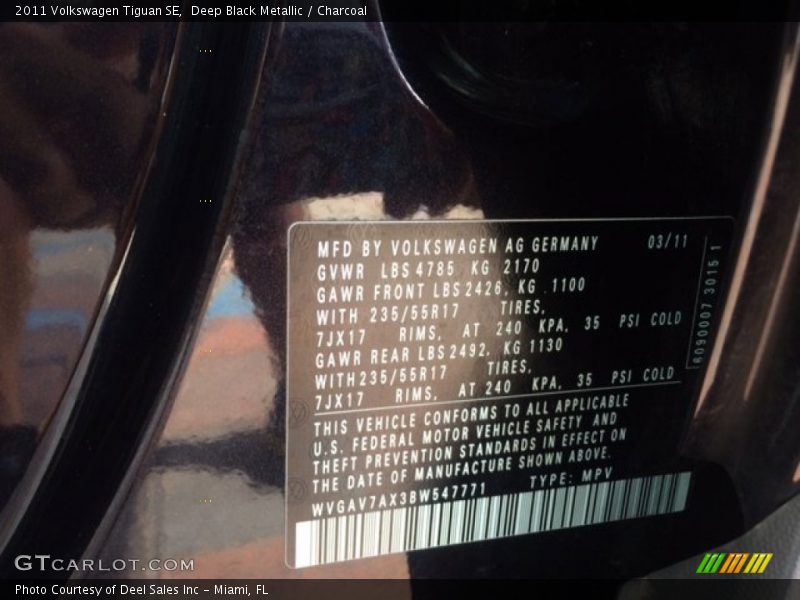 2011 Volkswagen Tiguan SE, Deep Black Metallic / Charcoal
MFD BY VOLKSWAGEN AG GERMANY 03/11
GVWR LBS 4785 KG 2170
GAWR FRONT LBS 2426, KG 1100
WITH 235/55R17 TIRES,
7JX17 RIMS, AT 240 KPA, 35 PSI COLD
GAWR REAR LBS 2492, KG 1130
WITH 235/55R17 TIRES,
7JX17 RIMS, AT 240 KPA, 35 PSI COLD
THIS VEHICLE CONFORMS TO ALL APPLICABLE
U.S. FEDERAL MOTOR VEHICLE SAFETY AND
THEFT PREVENTION STANDARDS IN EFFECT ON
THE DATE OF MANUFACTURE SHOWN ABOVE.
WVGAV7AX3BW547771 TYPE: MPV
GTCARLOT.COM
Photo Courtesy of Deel Sales Inc - Miami, FL